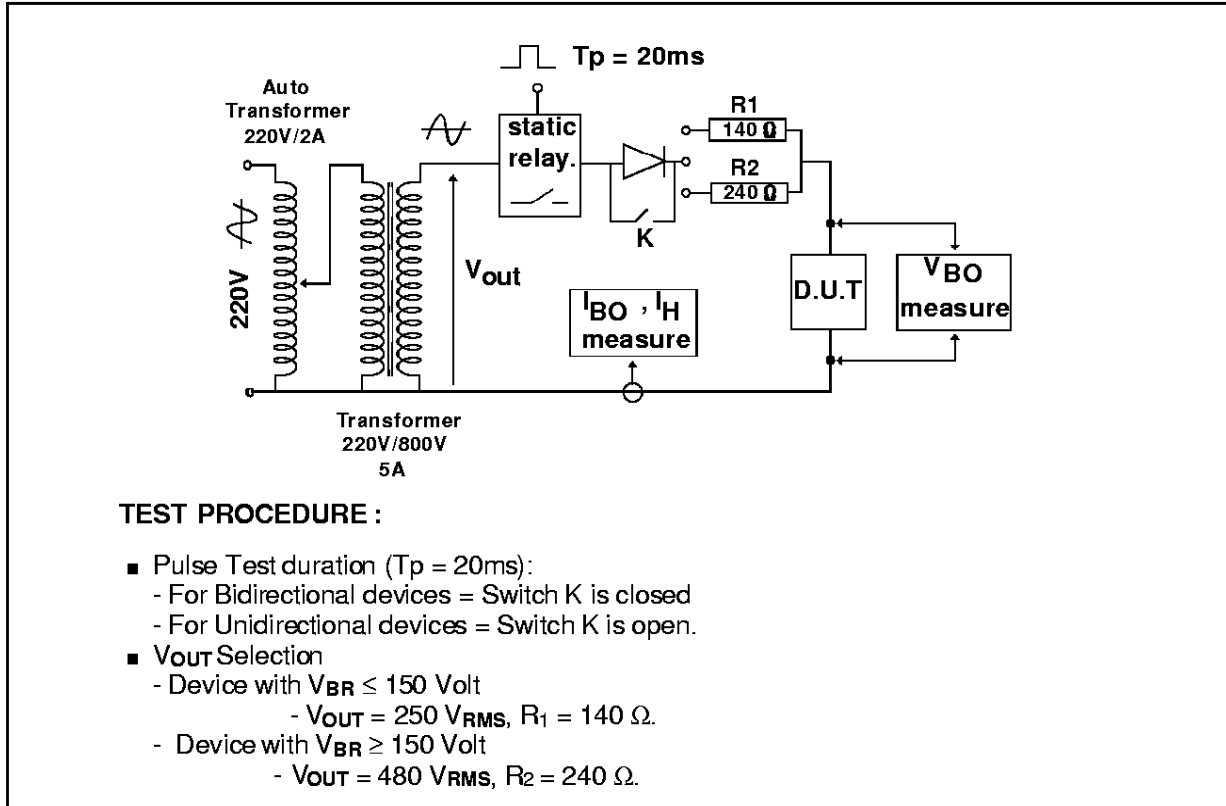 Tp = 20ms
Auto
Transformer
220V/2A
static
relay.
R1
140 Ω
R2
240 Ω
K
220V
Vout
IBO , IH
measure
D.U.T
VBO
measure
Transformer
220V/800V
5A
TEST PROCEDURE :
■ Pulse Test duration (Tp = 20ms):
- For Bidirectional devices = Switch K is closed
- For Unidirectional devices = Switch K is open.
■ VOUT Selection
- Device with VBR ≤ 150 Volt
- VOUT = 250 VRMS, R1 = 140 Ω.
- Device with VBR ≥ 150 Volt
- VOUT = 480 VRMS, R2 = 240 Ω.